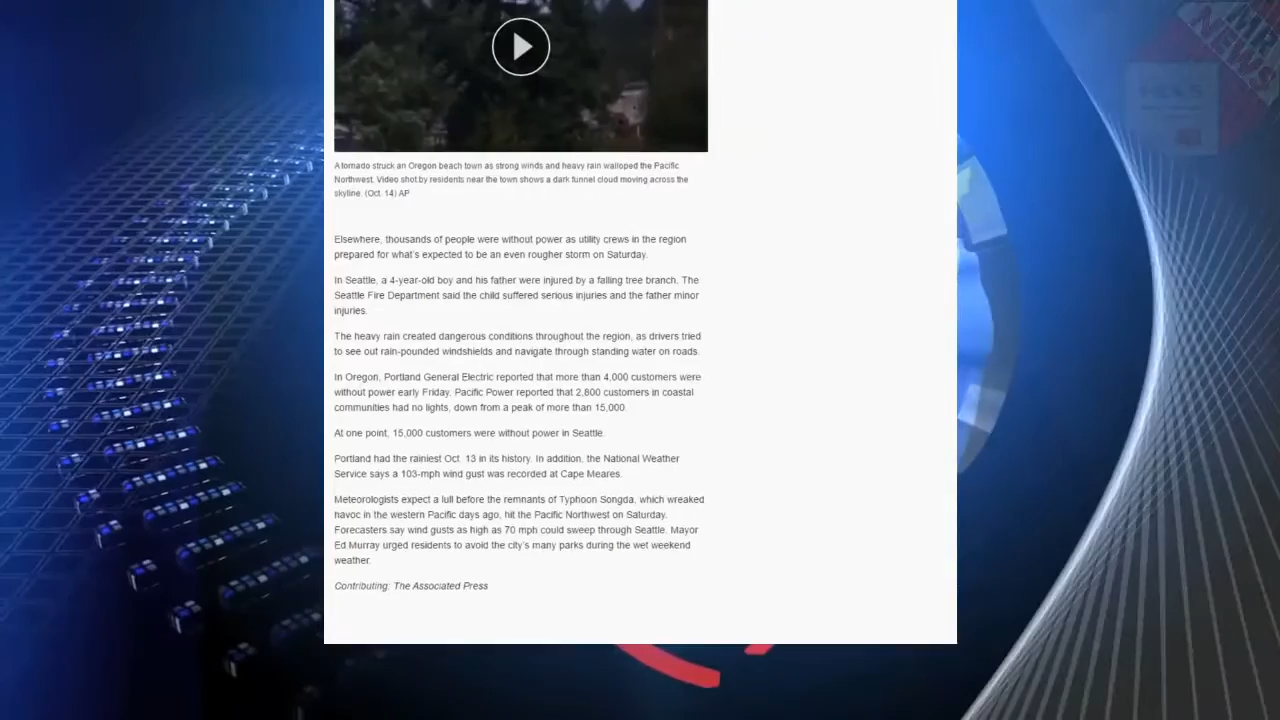 A tornado struck an Oregon beach town as strong winds and heavy rain walloped the Pacific
Northwest. Video shot by residents near the town shows a dark funnel cloud moving across the
skyline. (Oct. 14) AP
Elsewhere, thousands of people were without power as utility crews in the region
prepared for what's expected to be an even rougher storm on Saturday.
In Seattle, a 4-year-old boy and his father were injured by a falling tree branch. The
Seattle Fire Department said the child suffered serious injuries and the father minor
injuries.
The heavy rain created dangerous conditions throughout the region, as drivers tried
to see out rain-pounded windshields and navigate through standing water on roads.
In Oregon, Portland General Electric reported that more than 4,000 customers were
without power early Friday. Pacific Power reported that 2,800 customers in coastal
communities had no lights, down from a peak of more than 15,000.
At one point, 15,000 customers were without power in Seattle.
Portland had the rainiest Oct. 13 in its history. In addition, the National Weather
Service says a 103-mph wind gust was recorded at Cape Meares.
Meteorologists expect a lull before the remnants of Typhoon Songda, which wreaked
havoc in the western Pacific days ago, hit the Pacific Northwest on Saturday.
Forecasters say wind gusts as high as 70 mph could sweep through Seattle. Mayor
Ed Murray urged residents to avoid the city's many parks during the wet weekend
weather.
Contributing: The Associated Press
NEWS